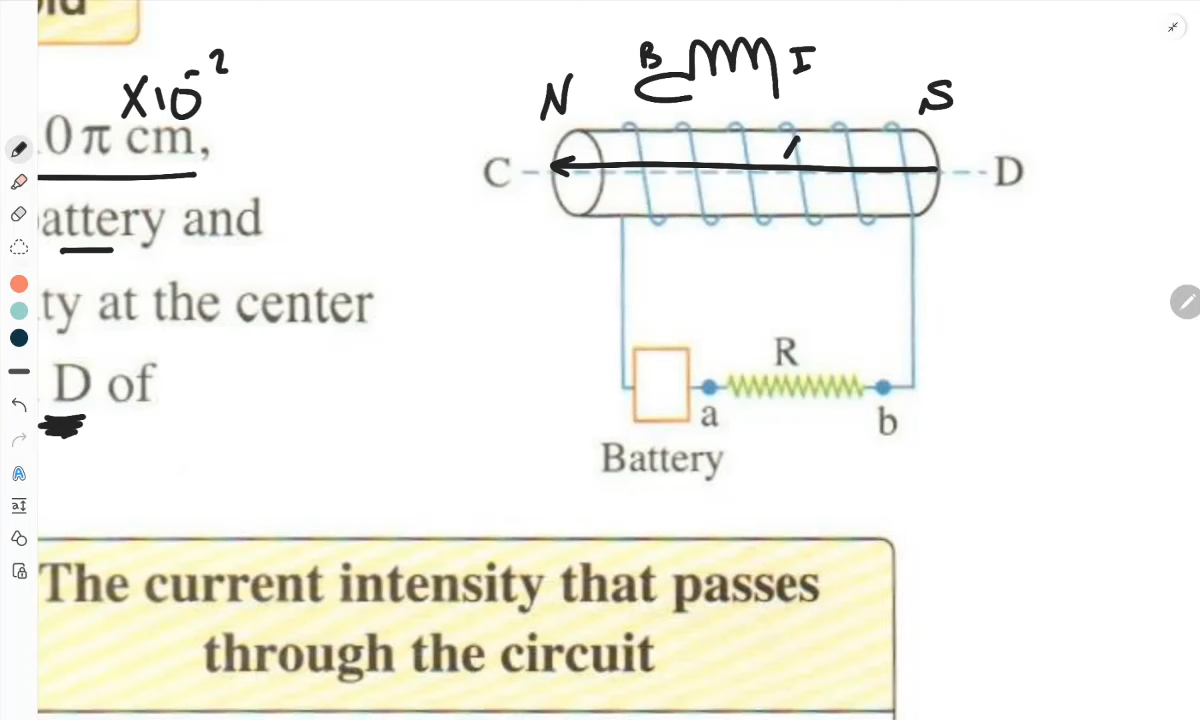 ×10⁻²
0π cm,
attery and
ty at the center
D of
B I
N S
C D
R
a b
Battery
The current intensity that passes
through the circuit